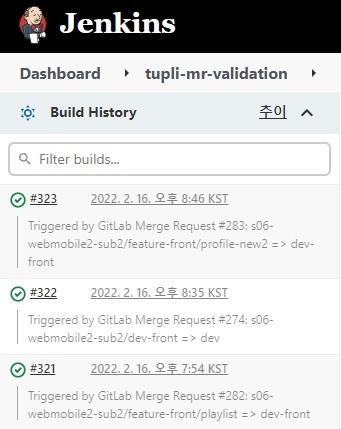 Jenkins
Dashboard tupli-mr-validation
Build History 추이
Filter builds...
#323 2022. 2. 16. 오후 8:46 KST
Triggered by GitLab Merge Request #283: s06-
webmobile2-sub2/feature-front/profile-new2 => dev-
front
#322 2022. 2. 16. 오후 8:35 KST
Triggered by GitLab Merge Request #274: s06-
webmobile2-sub2/dev-front => dev
#321 2022. 2. 16. 오후 7:54 KST
Triggered by GitLab Merge Request #282: s06-
webmobile2-sub2/feature-front/playlist => dev-front